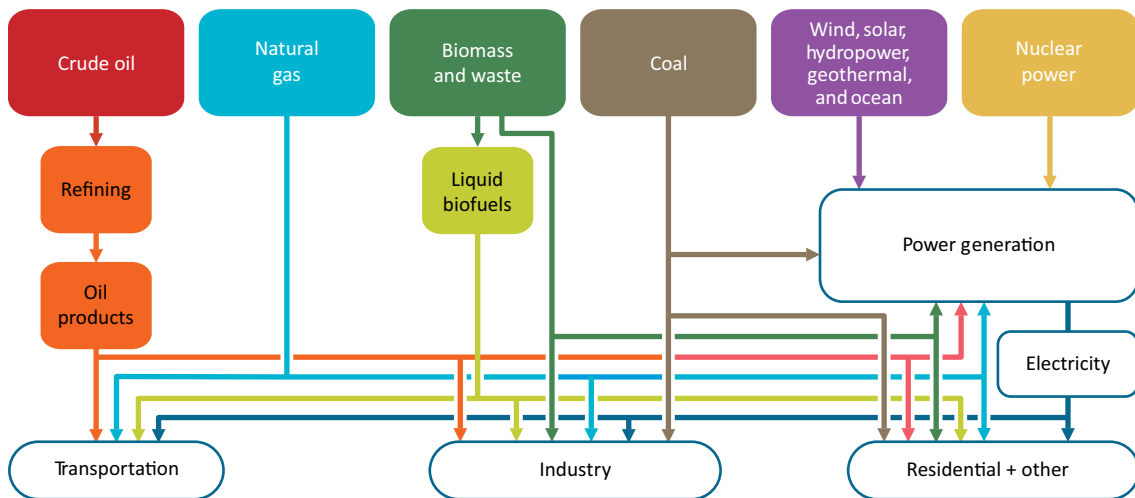 Crude oil
Natural
gas
Biomass
and waste
Coal
Wind, solar,
hydropower,
geothermal,
and ocean
Nuclear
power
Refining
Liquid
biofuels
Power generation
Oil
products
Electricity
Transportation
Industry
Residential + other